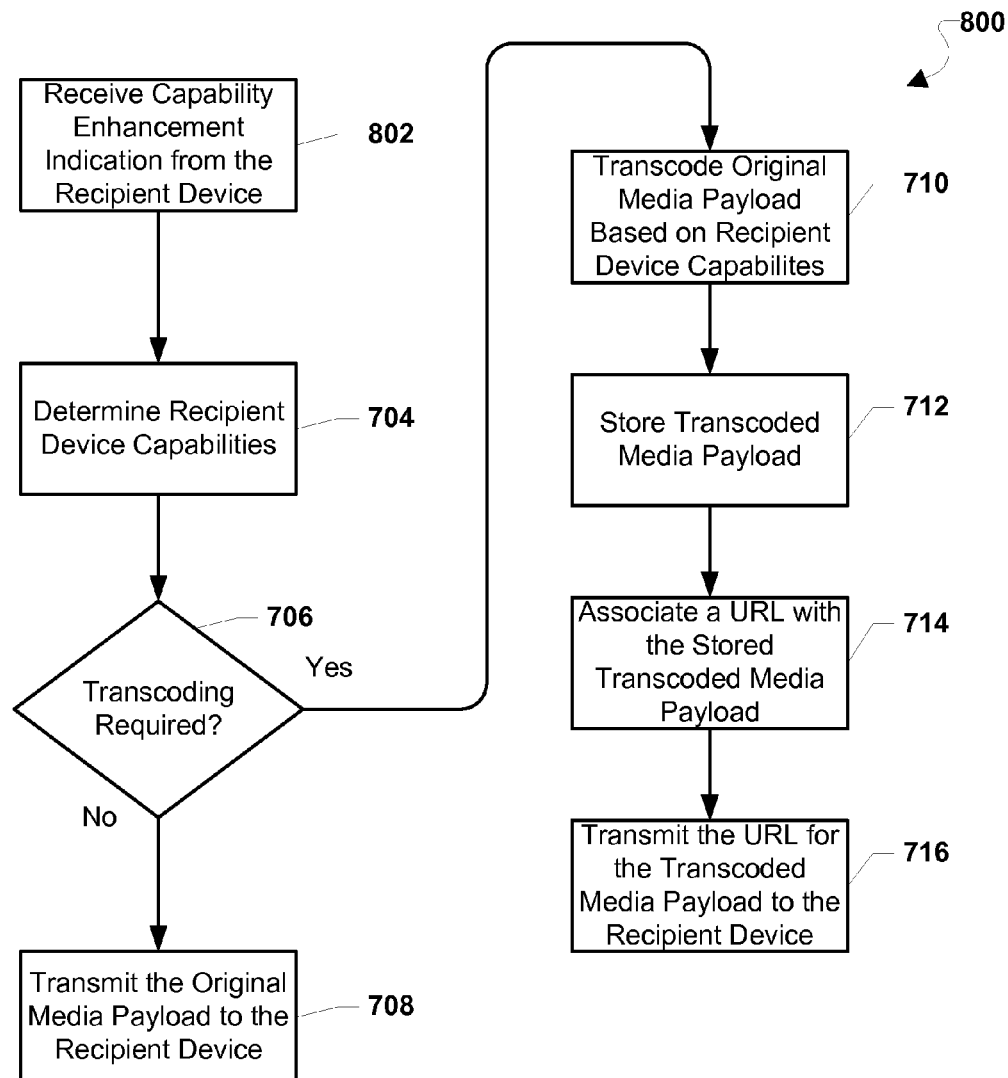 800
Receive Capability
Enhancement
Indication from the
Recipient Device
802
Determine Recipient
Device Capabilities
704
706
Transcoding
Required?
Yes
No
Transmit the Original
Media Payload to the
Recipient Device
708
Transcode Original
Media Payload
Based on Recipient
Device Capabilites
710
Store Transcoded
Media Payload
712
Associate a URL with
the Stored
Transcoded Media
Payload
714
Transmit the URL for
the Transcoded
Media Payload to the
Recipient Device
716